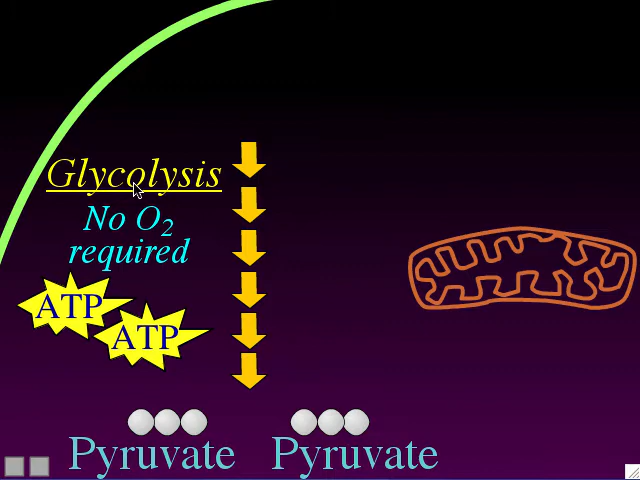 Glycolysis
No O₂
required
ATP
ATP
Pyruvate Pyruvate